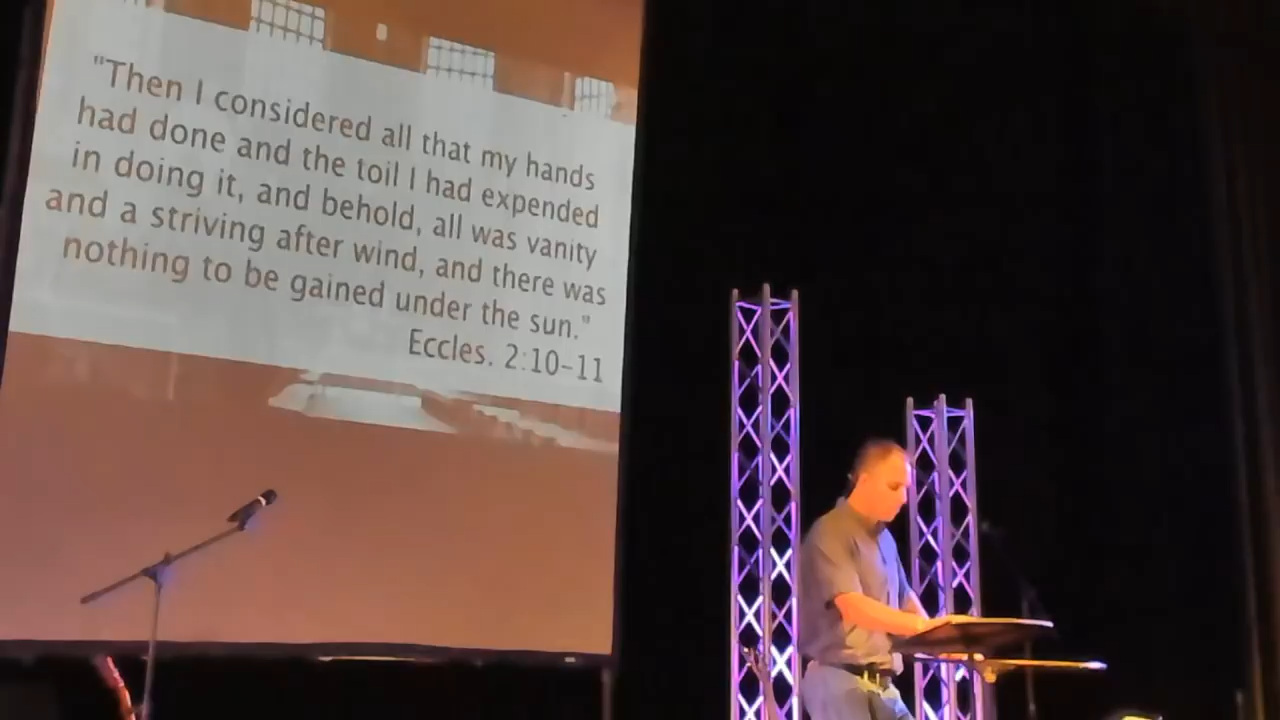 "Then I considered all that my hands
had done and the toil I had expended
in doing it, and behold, all was vanity
and a striving after wind, and there was
nothing to be gained under the sun."
Eccles. 2:10-11